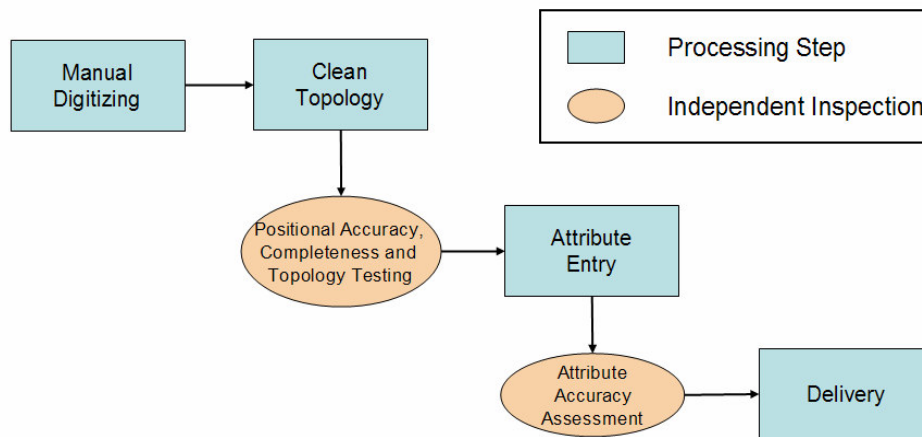 Manual
Digitizing
Clean
Topology
Processing Step
Independent Inspection
Positional Accuracy,
Completeness and
Topology Testing
Attribute
Entry
Attribute
Accuracy
Assessment
Delivery